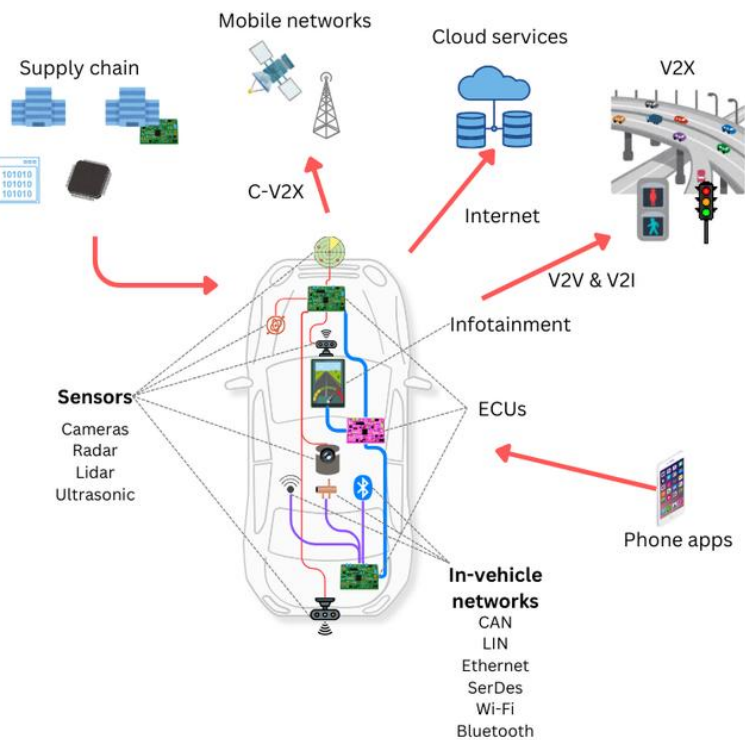 Mobile networks
Cloud services
Supply chain
V2X
101010
101010
101010
C-V2X
Internet
V2V & V2I
Infotainment
Sensors
Cameras
Radar
Lidar
Ultrasonic
ECUs
Phone apps
In-vehicle
networks
CAN
LIN
Ethernet
SerDes
Wi-Fi
Bluetooth